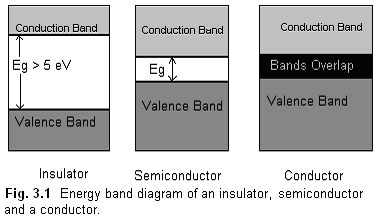 Conduction Band
Eg > 5 eV
Valence Band
Conduction Band
Eg
Valence Band
Conduction Band
Bands Overlap
Valence Band
Insulator
Semiconductor
Conductor
Fig. 3.1 Energy band diagram of an insulator, semiconductor
and a conductor.